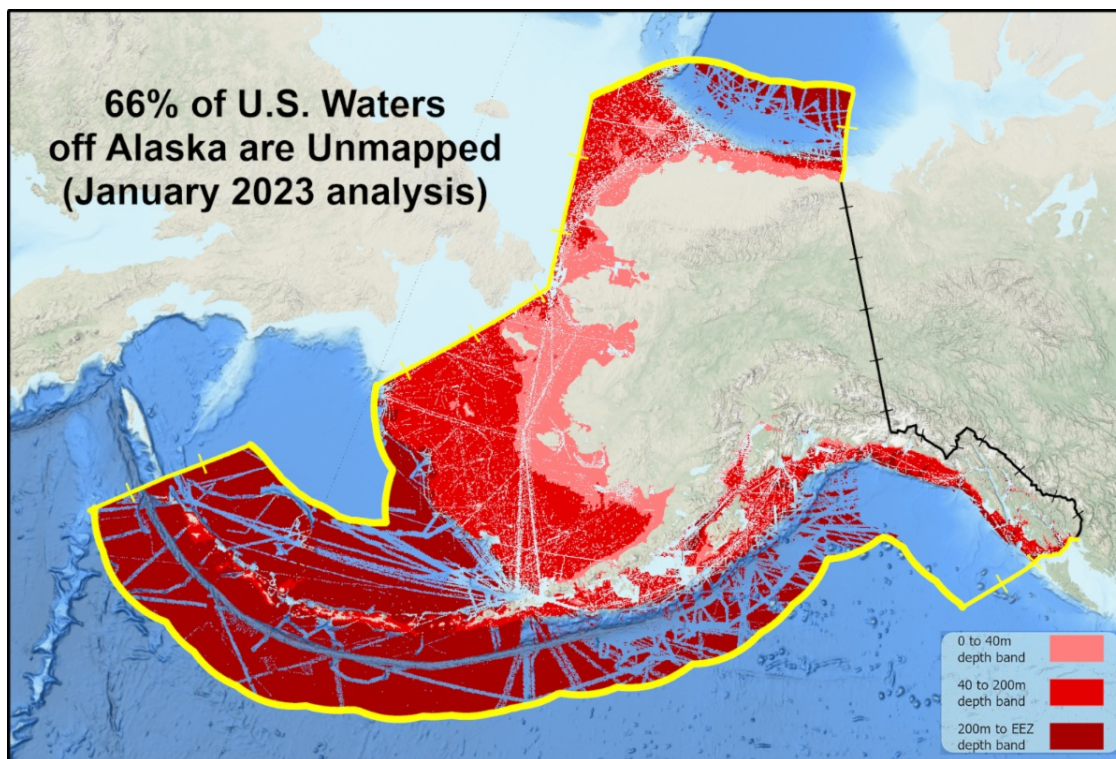 66% of U.S. Waters
off Alaska are Unmapped
(January 2023 analysis)
0 to 40m
depth band
40 to 200m
depth band
200m to EEZ
depth band